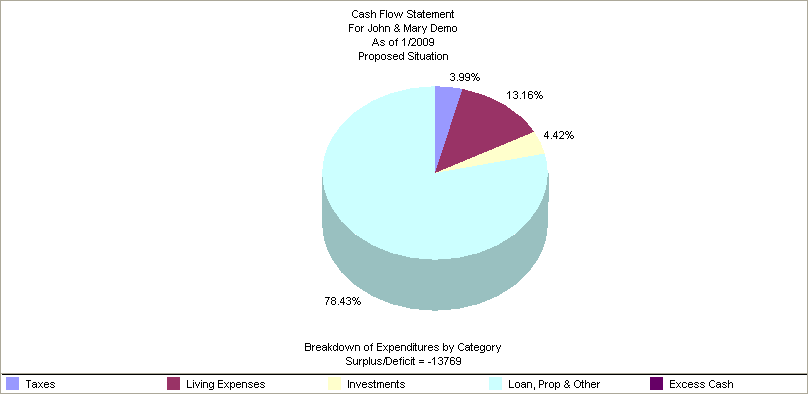 Cash Flow Statement
For John & Mary Demo
As of 1/2009
Proposed Situation
3.99%
13.16%
4.42%
78.43%
Breakdown of Expenditures by Category
Surplus/Deficit = -13769
Taxes Living Expenses Investments Loan, Prop & Other Excess Cash